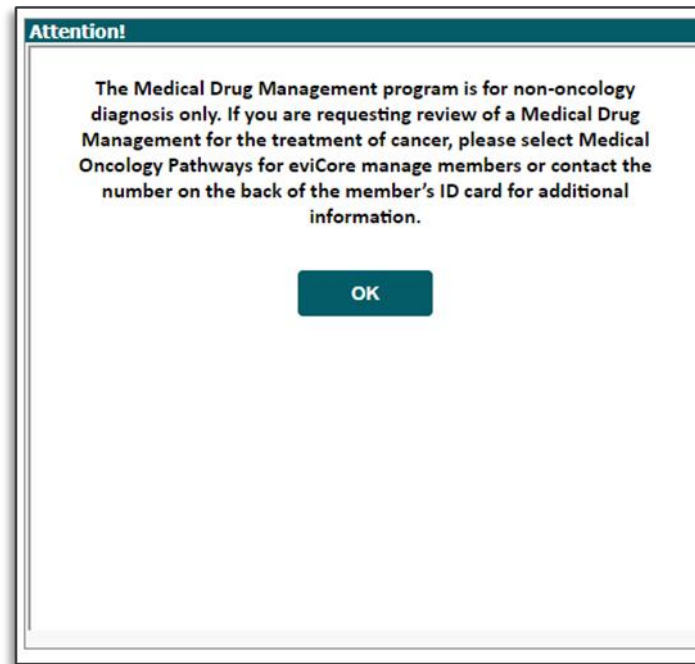 Attention!
The Medical Drug Management program is for non-oncology
diagnosis only. If you are requesting review of a Medical Drug
Management for the treatment of cancer, please select Medical
Oncology Pathways for eviCore manage members or contact the
number on the back of the member’s ID card for additional
information.
OK